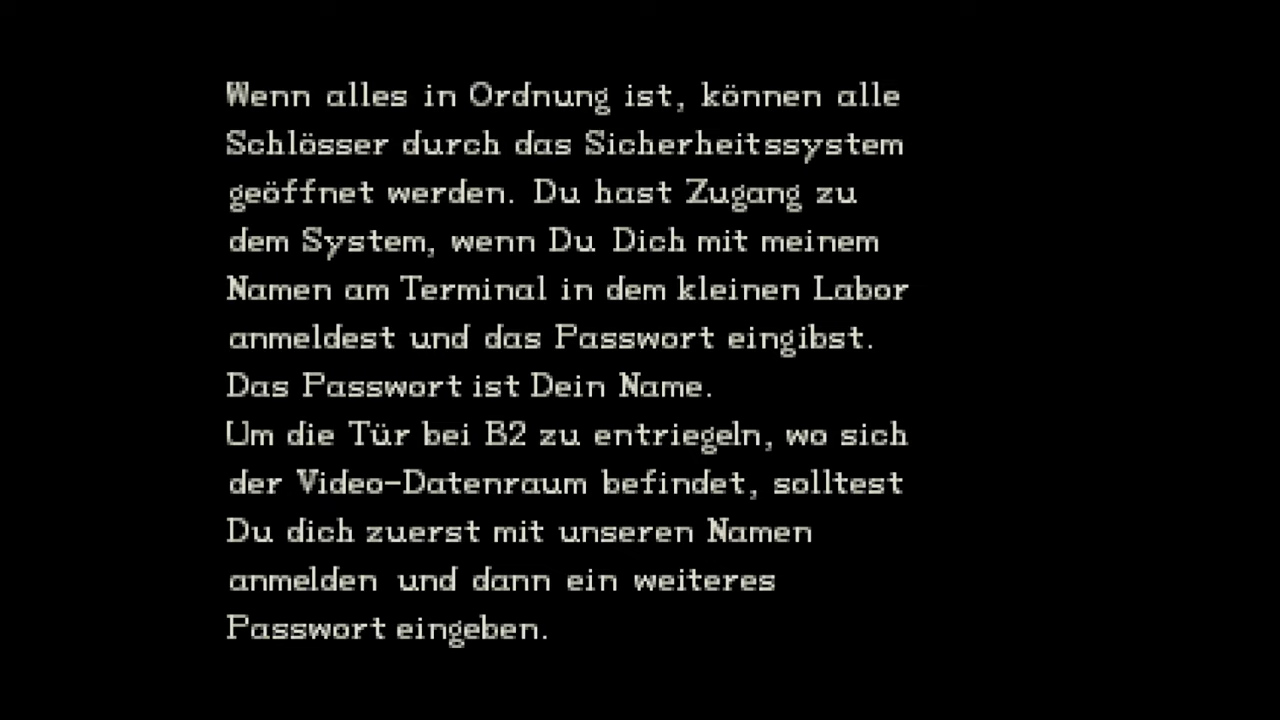 Wenn alles in Ordnung ist, können alle
Schlösser durch das Sicherheitssystem
geöffnet werden. Du hast Zugang zu
dem System, wenn Du Dich mit meinem
Namen am Terminal in dem kleinen Labor
anmeldest und das Passwort eingibst.
Das Passwort ist Dein Name.
Um die Tür bei B2 zu entriegeln, wo sich
der Video-Datenraum befindet, solltest
Du dich zuerst mit unseren Namen
anmelden und dann ein weiteres
Passwort eingeben.